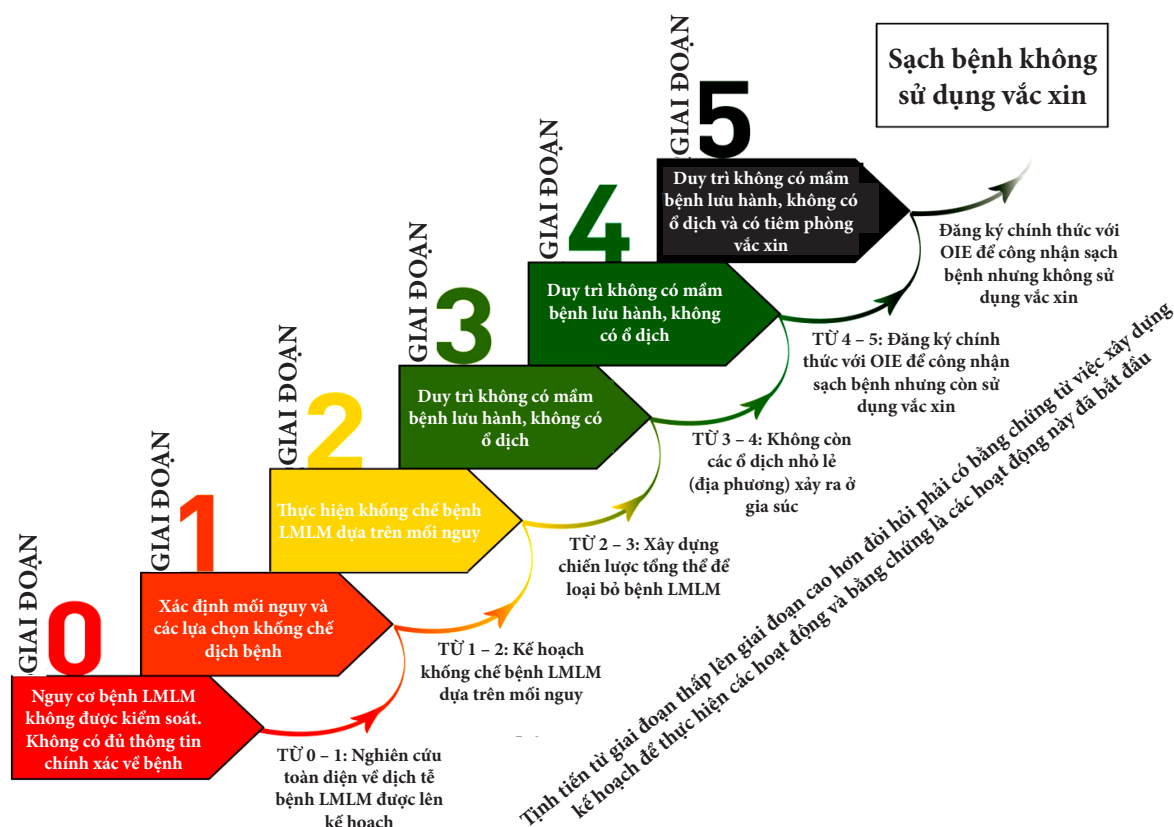 GIAI ĐOẠN
0
Nguy cơ bệnh LMLM
không được kiểm soát.
Không có đủ thông tin
chính xác về bệnh
TỪ 0 – 1: Nghiên cứu
toàn diện về dịch tễ
bệnh LMLM được lên
kế hoạch
GIAI ĐOẠN
1
Xác định mối nguy và
các lựa chọn khống chế
dịch bệnh
TỪ 1 – 2: Kế hoạch
khống chế bệnh LMLM
dựa trên mối nguy
GIAI ĐOẠN
2
Thực hiện khống chế bệnh
LMLM dựa trên mối nguy
TỪ 2 – 3: Xây dựng
chiến lược tổng thể để
loại bỏ bệnh LMLM
GIAI ĐOẠN
3
Duy trì không có mầm
bệnh lưu hành, không có
ổ dịch
TỪ 3 – 4: Không còn
các ổ dịch nhỏ lẻ
(địa phương) xảy ra ở
gia súc
GIAI ĐOẠN
4
Duy trì không có mầm
bệnh lưu hành, không
có ổ dịch
TỪ 4 – 5: Đăng ký chính
thức với OIE để công nhận
sạch bệnh nhưng còn sử
dụng vắc xin
GIAI ĐOẠN
5
Duy trì không có mầm
bệnh lưu hành, không có
ổ dịch và có tiêm phòng
vắc xin
Đăng ký chính thức với
OIE để công nhận sạch
bệnh nhưng không sử
dụng vắc xin
Sạch bệnh không
sử dụng vắc xin
Tịnh tiến từ giai đoạn thấp lên giai đoạn cao hơn đòi hỏi phải có bằng chứng từ việc xây dựng
kế hoạch để thực hiện các hoạt động và bằng chứng là các hoạt động này đã bắt đầu